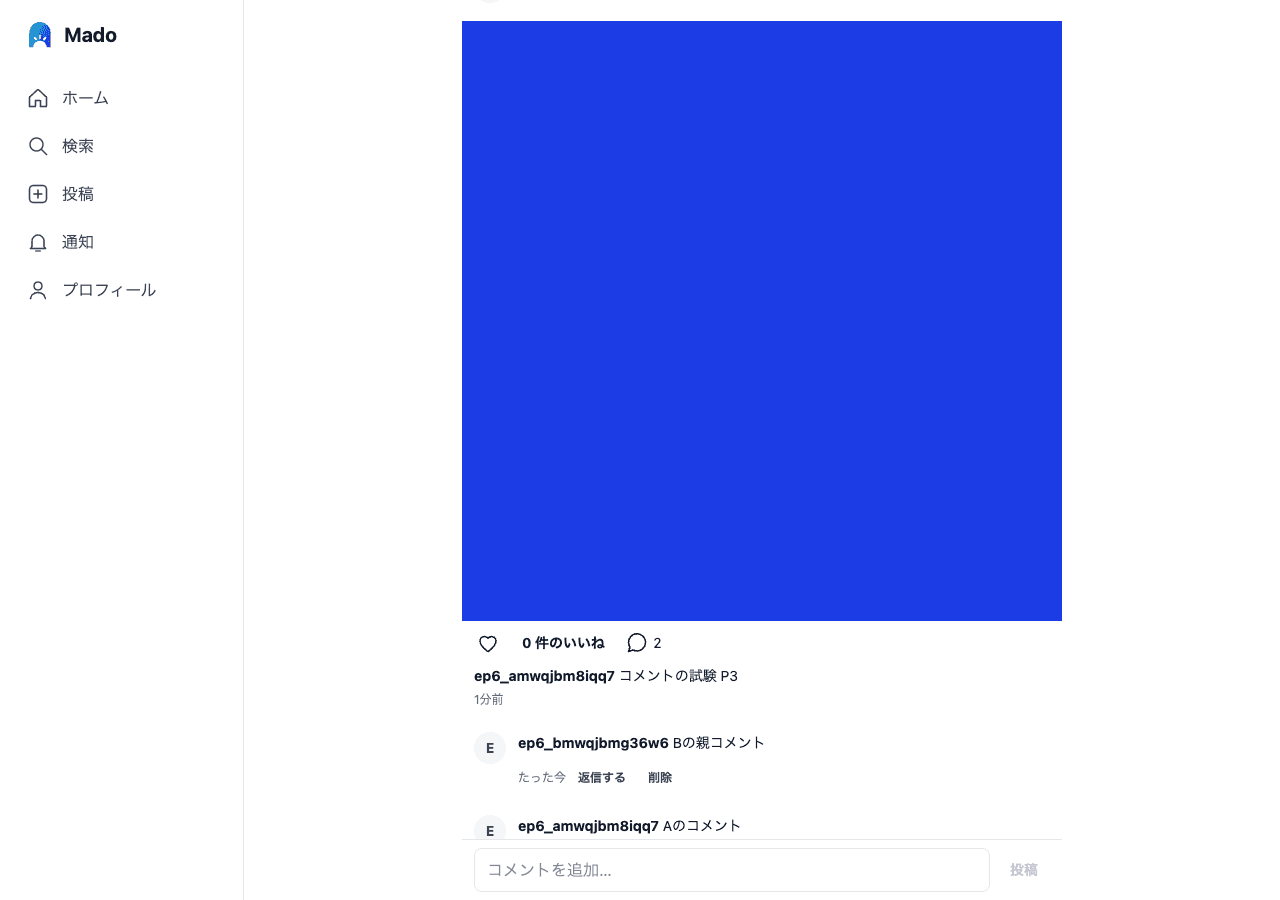 Mado
ホーム
検索
投稿
通知
プロフィール
0 件のいいね 2
ep6_amwqjbm8iqq7 コメントの試験 P3
1分前
E
ep6_bmwqjbmg36w6 Bの親コメント
たった今 返信する 削除
E
ep6_amwqjbm8iqq7 Aのコメント
コメントを追加...
投稿